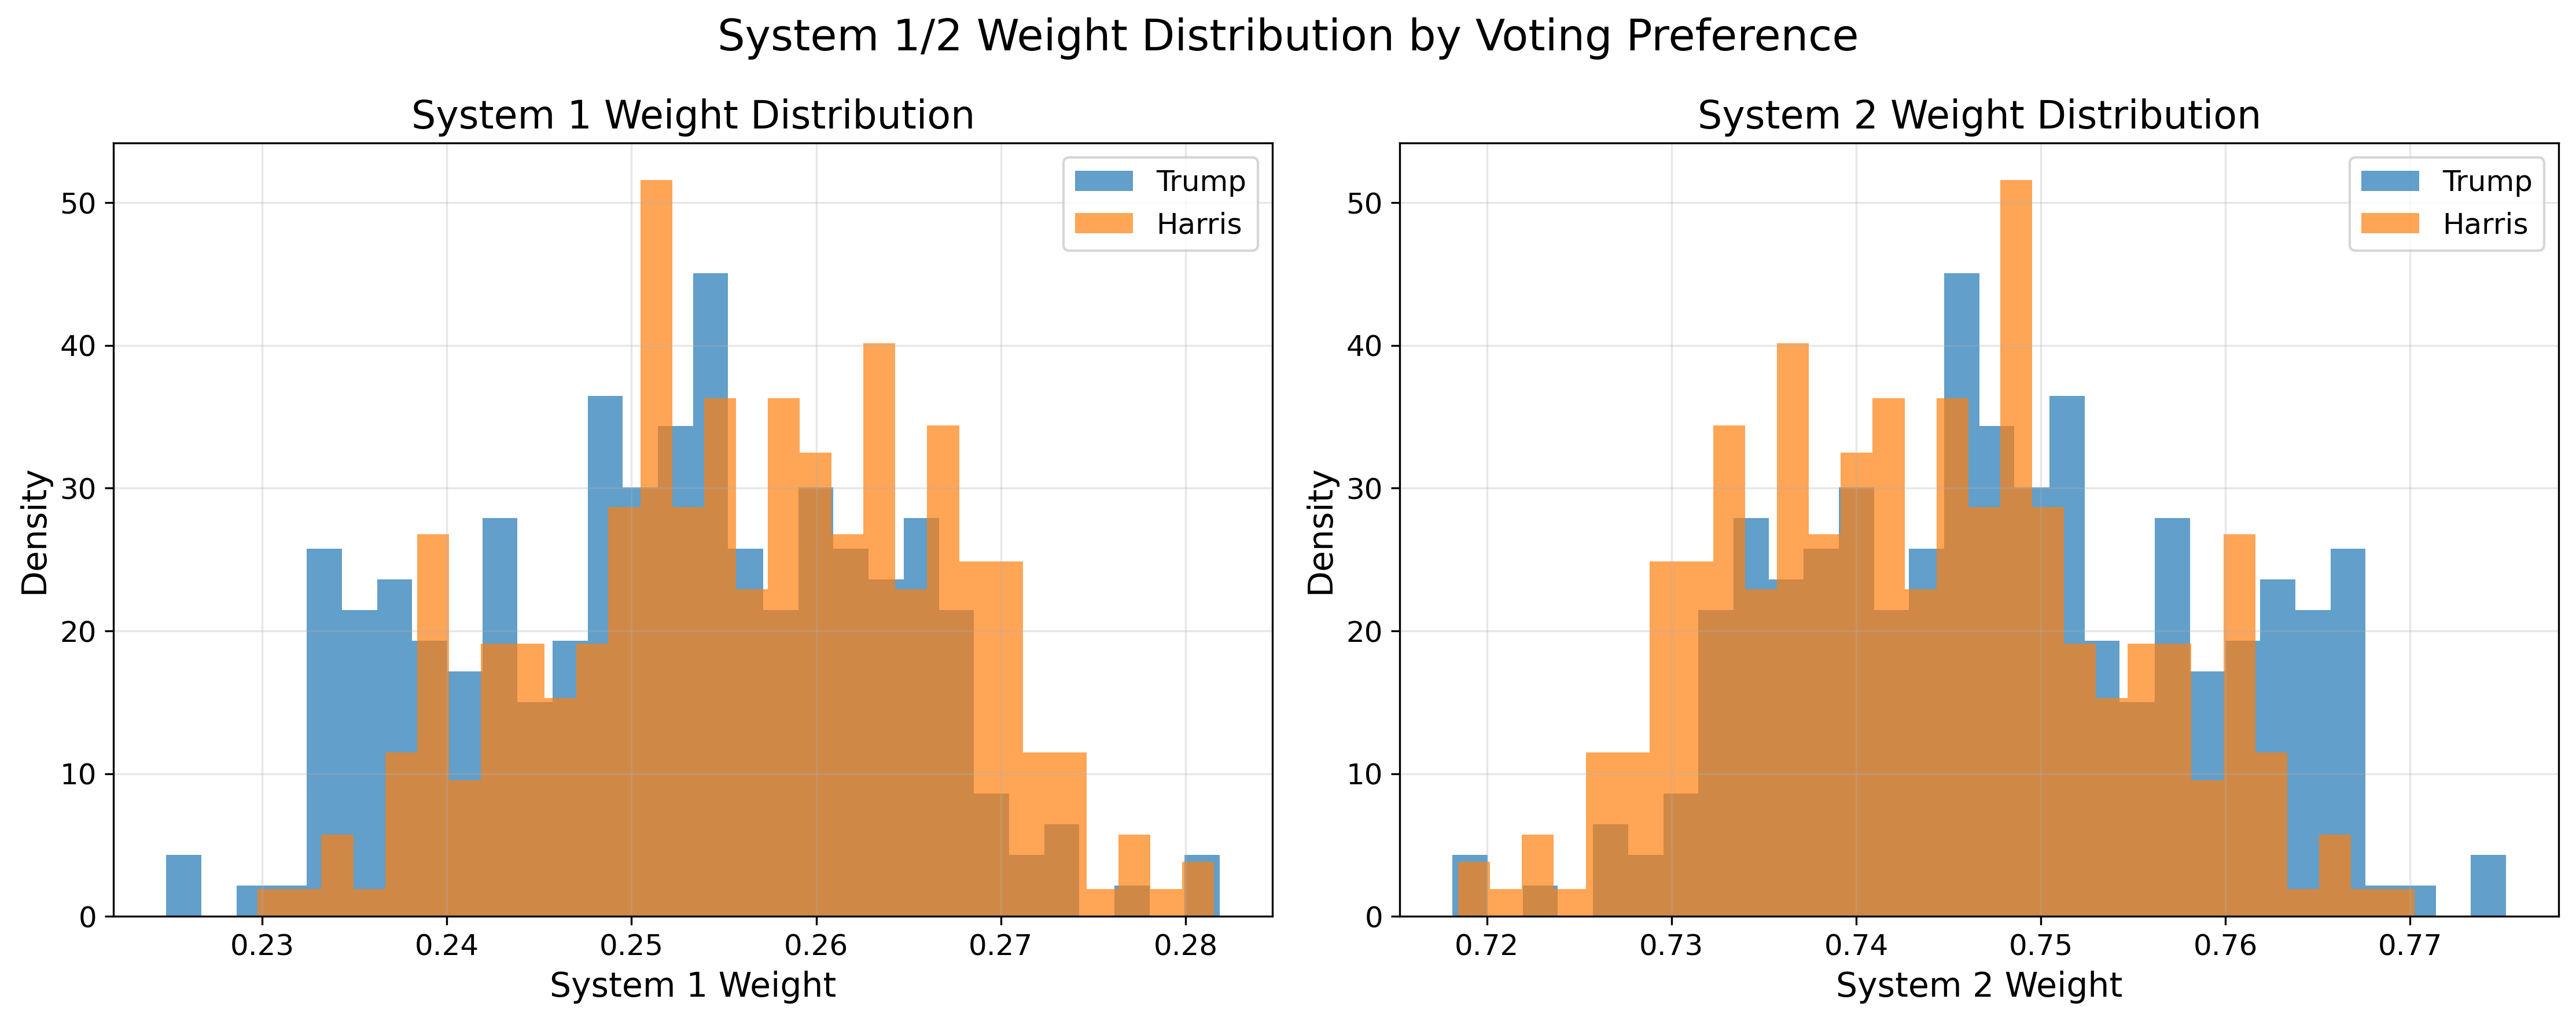 System 1/2 Weight Distribution by Voting Preference
System 1 Weight Distribution
Trump
Harris
50
40
30
20
10
0
Density
0.23 0.24 0.25 0.26 0.27 0.28
System 1 Weight
System 2 Weight Distribution
Trump
Harris
50
40
30
20
10
0
Density
0.72 0.73 0.74 0.75 0.76 0.77
System 2 Weight